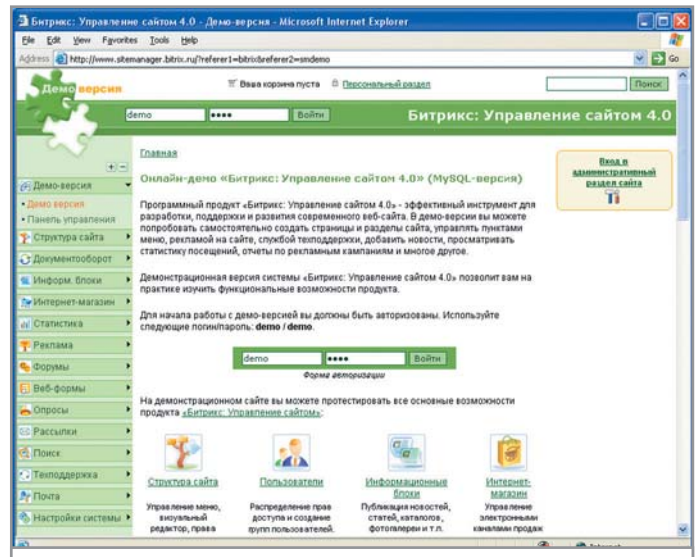 Битрикс: Управление сайтом 4.0 - Демо-версия - Microsoft Internet Explorer
File Edit View Favorites Tools Help
Address http://www.sitemanager.bitrix.ru/?referer1=bitrix&referer2=smdemo Go
Демо версия
Ваша корзина пуста Персональный раздел Поиск
demo •••• Войти Битрикс: Управление сайтом 4.0
Главная
Вход в
административный
раздел сайта
Онлайн-демо «Битрикс: Управление сайтом 4.0» (MySQL-версия)
Демо-версия
Демо версия
Панель управления
Структура сайта
Документооборот
Информ. блоки
Интернет-магазин
Статистика
Реклама
Форумы
Веб-формы
Опросы
Рассылки
Поиск
Техподдержка
Почта
Настройки системы
Программный продукт «Битрикс: Управление сайтом 4.0» - эффективный инструмент для
разработки, поддержки и развития современного веб-сайта. В демо-версии вы можете
попробовать самостоятельно создать страницы и разделы сайта, управлять пунктами
меню, рекламой на сайте, службой техподдержки, добавить новости, просматривать
статистику посещений, отчеты по рекламным кампаниям и многое другое.
Демонстрационная версия системы «Битрикс: Управление сайтом 4.0» позволит вам на
практике изучить функциональные возможности продукта.
Для начала работы с демо-версией вы должны быть авторизованы. Используйте
следующие логин/пароль: demo / demo.
demo •••• Войти
Форма авторизации
На демонстрационном сайте вы можете протестировать все основные возможности
продукта «Битрикс: Управление сайтом»:
Структура сайта
Управление меню,
визуальный
редактор, права
Пользователи
Распределение прав
доступа и создание
групп пользователей.
Информационные
блоки
Публикация новостей,
статей, каталогов,
фотогалереи и т.п.
Интернет-
магазин
Управление
электронными
каналами продаж
Internet